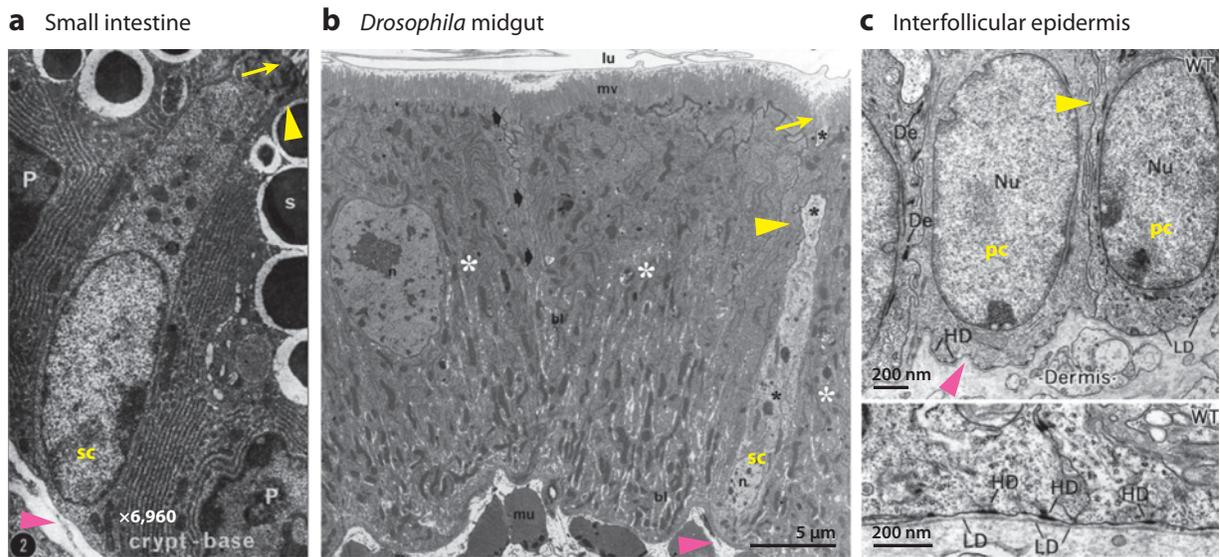 a Small intestine
P
s
sc
P
×6,960
2
crypt-base
b Drosophila midgut
lu
mv
*
*
n
*
*
bl
*
*
sc
n
bl
mu
5 µm
c Interfollicular epidermis
WT
De
Nu
Nu
De
pc
pc
HD
LD
200 nm
-Dermis-
WT
HD
HD
HD
200 nm
LD
LD